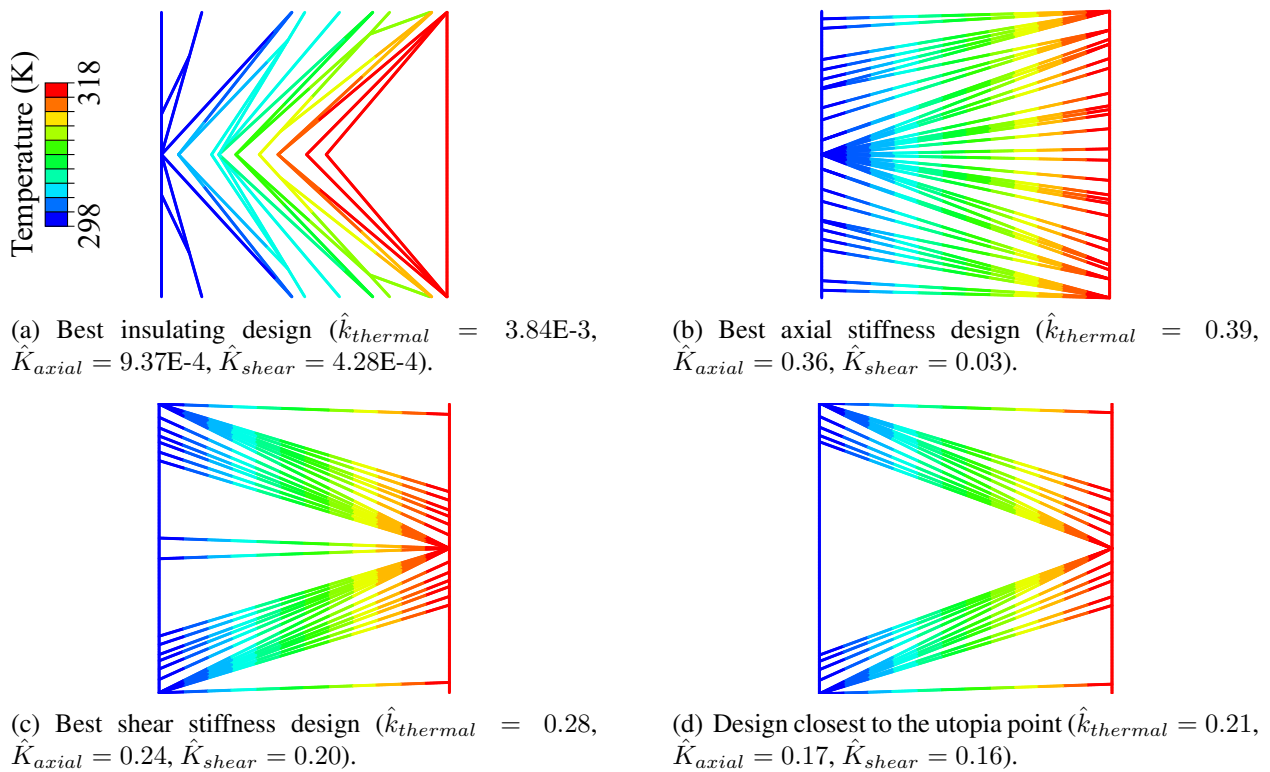 Temperature (K)
318
298
(a) Best insulating design (k̂_thermal = 3.84E-3,
K̂_axial = 9.37E-4, K̂_shear = 4.28E-4).
(b) Best axial stiffness design (k̂_thermal = 0.39,
K̂_axial = 0.36, K̂_shear = 0.03).
(c) Best shear stiffness design (k̂_thermal = 0.28,
K̂_axial = 0.24, K̂_shear = 0.20).
(d) Design closest to the utopia point (k̂_thermal = 0.21,
K̂_axial = 0.17, K̂_shear = 0.16).